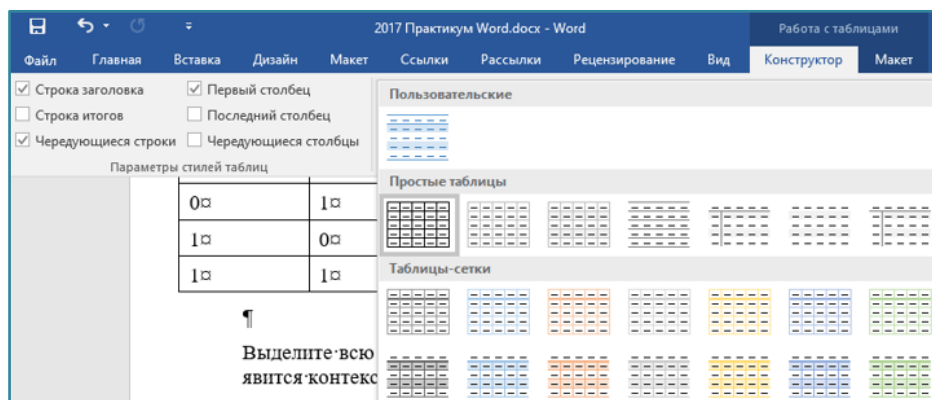 2017 Практикум Word.docx - Word
Работа с таблицами
Файл Главная Вставка Дизайн Макет Ссылки Рассылки Рецензирование Вид Конструктор Макет
Строка заголовка Первый столбец
Строка итогов Последний столбец
Чередующиеся строки Чередующиеся столбцы
Параметры стилей таблиц
Пользовательские
Простые таблицы
Таблицы-сетки
0¤ 1¤
1¤ 0¤
1¤ 1¤
¶
Выделите·всю
явится·контекс